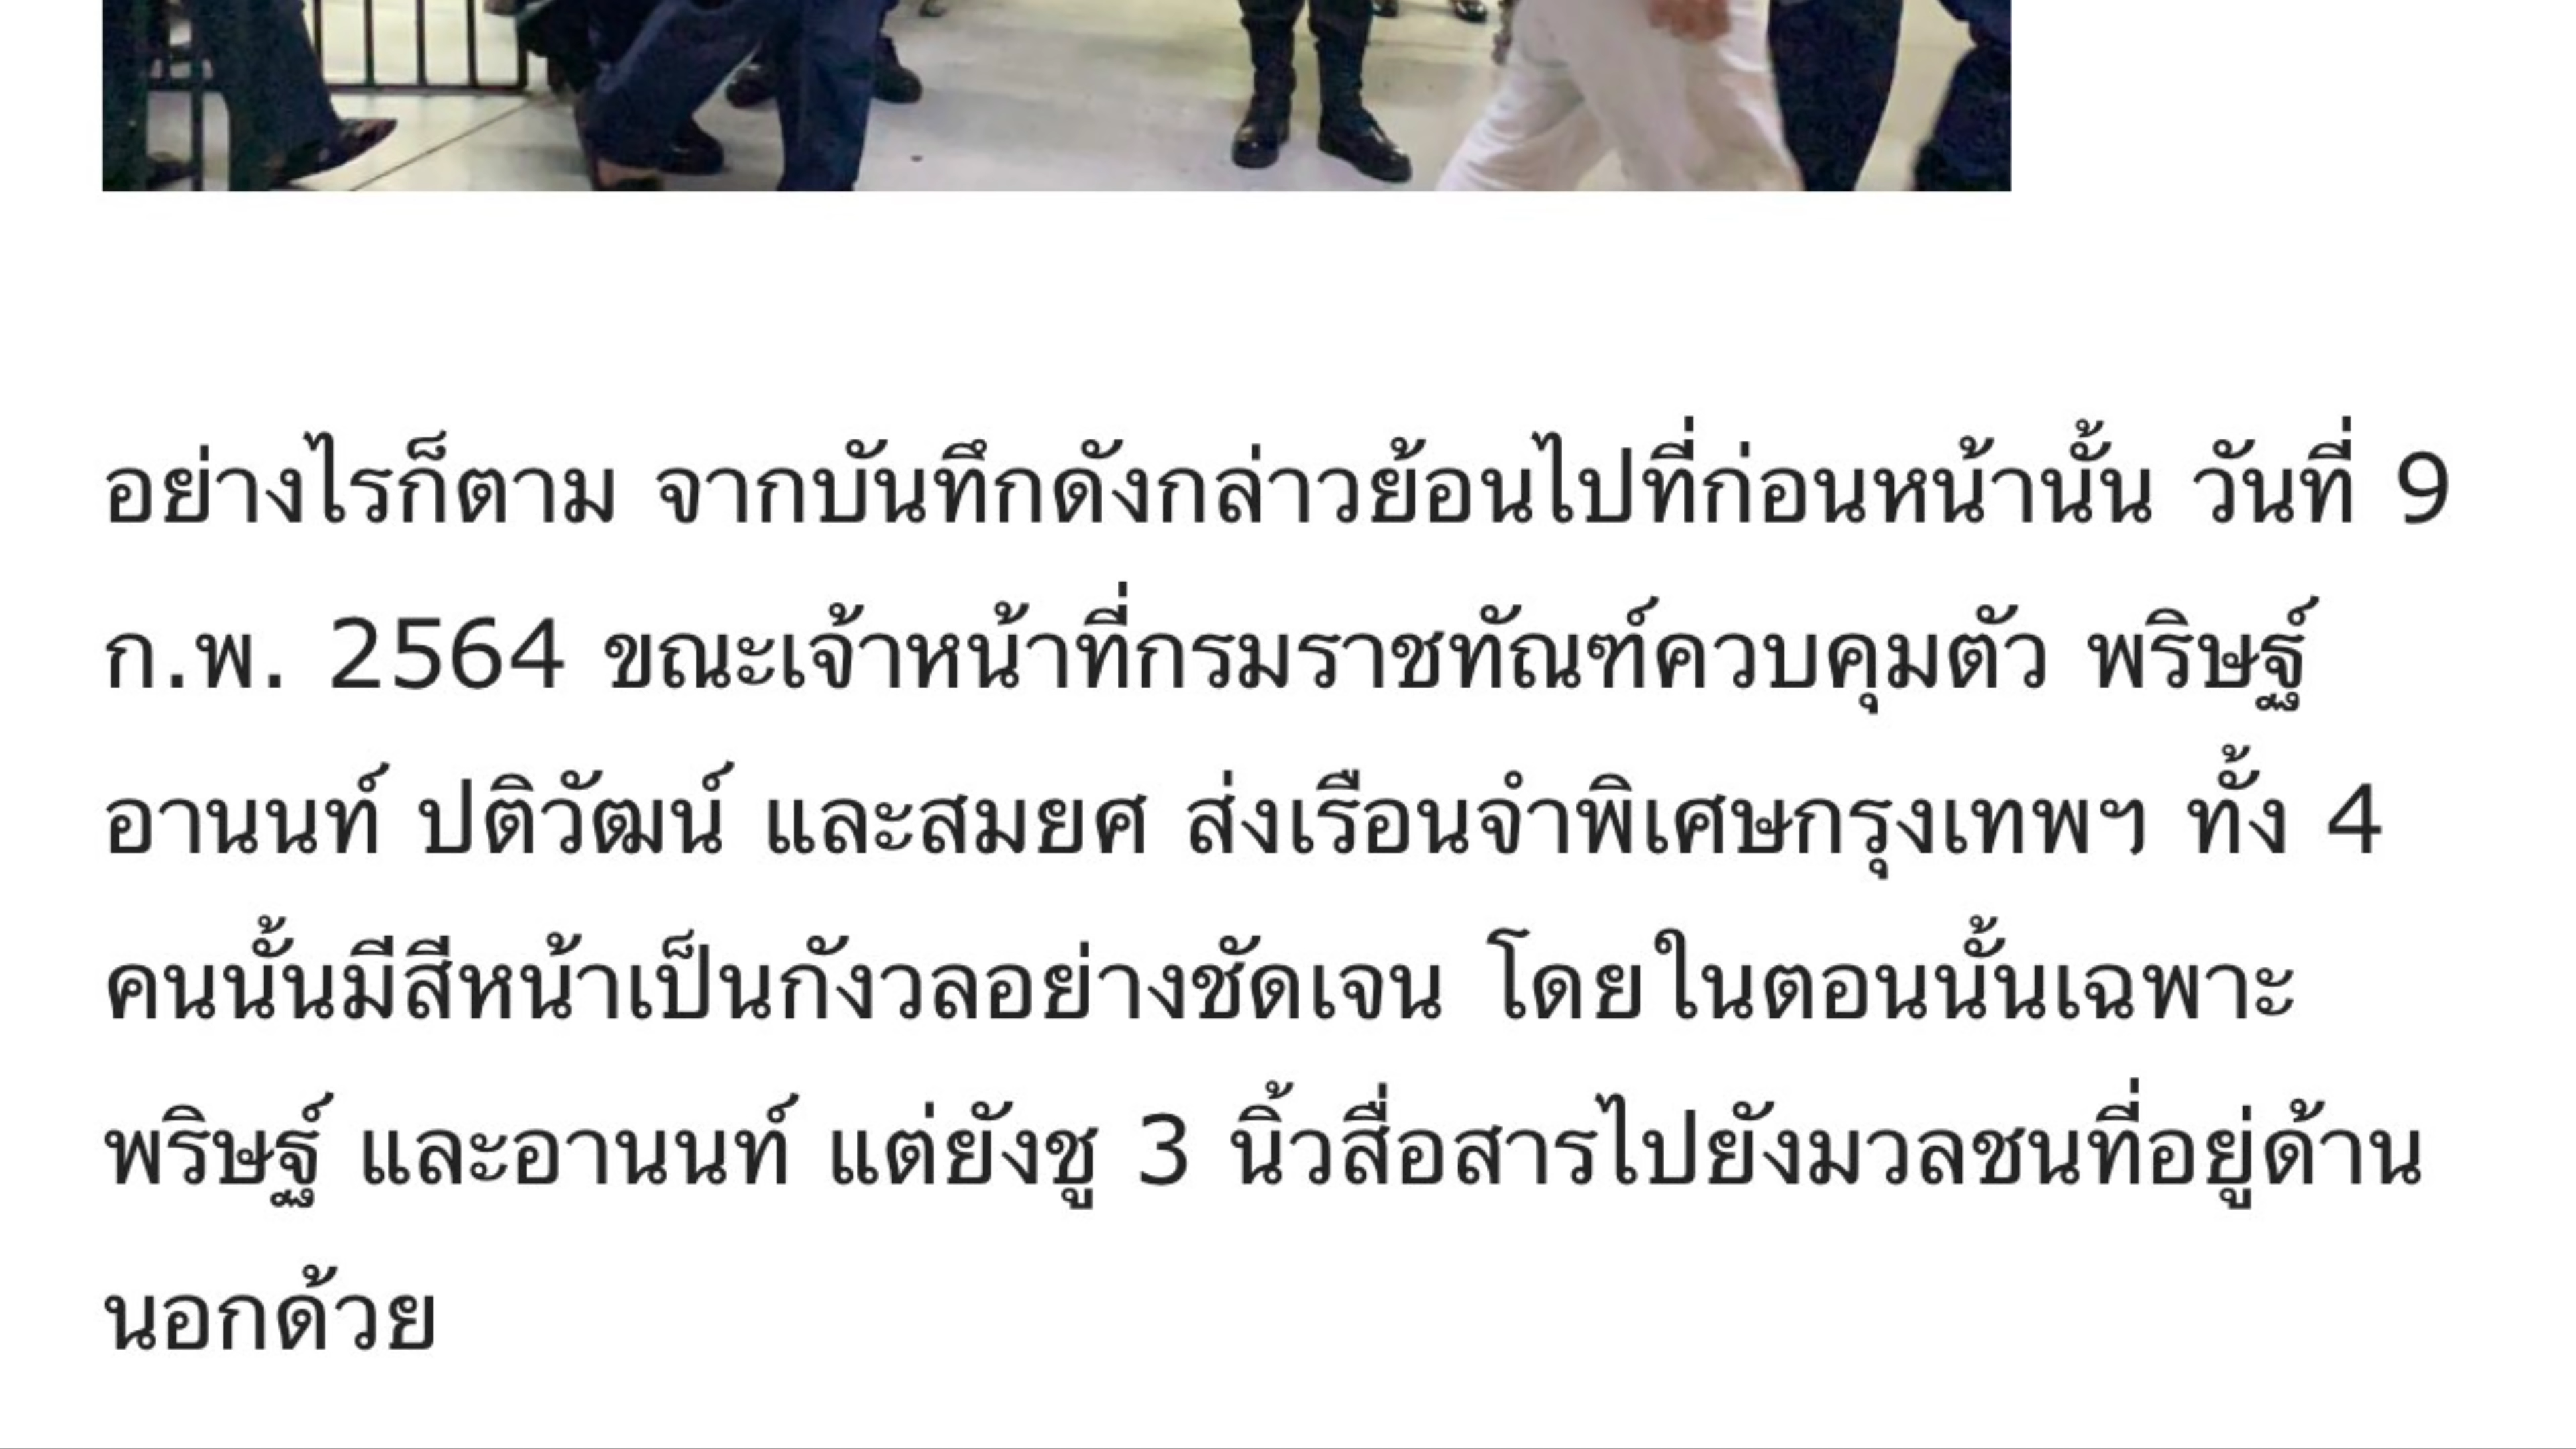 อย่างไรก็ตาม จากบันทึกดังกล่าวย้อนไปที่ก่อนหน้านั้น วันที่ 9
ก.พ. 2564 ขณะเจ้าหน้าที่กรมราชทัณฑ์ควบคุมตัว พริษฐ์
อานนท์ ปติวัฒน์ และสมยศ ส่งเรือนจำพิเศษกรุงเทพฯ ทั้ง 4
คนนั้นมีสีหน้าเป็นกังวลอย่างชัดเจน โดยในตอนนั้นเฉพาะ
พริษฐ์ และอานนท์ แต่ยังชู 3 นิ้วสื่อสารไปยังมวลชนที่อยู่ด้าน
นอกด้วย